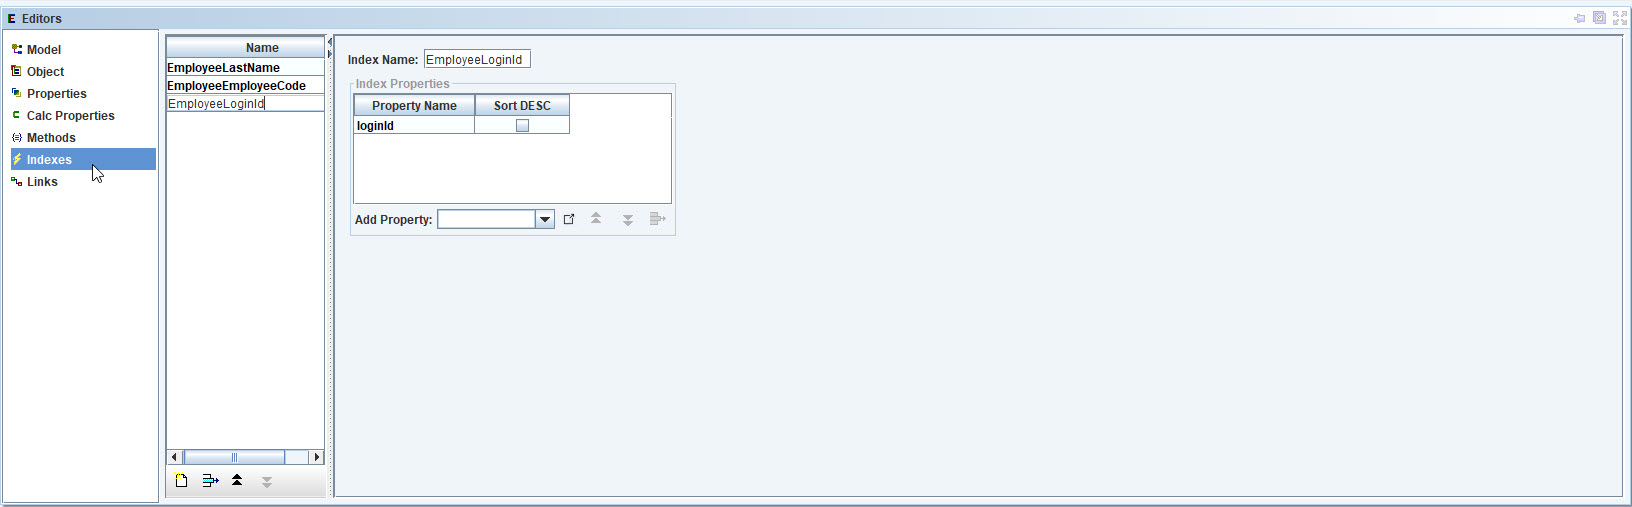 Editors
Model
Object
Properties
Calc Properties
Methods
Indexes
Links
Name
EmployeeLastName
EmployeeEmployeeCode
EmployeeLoginId
Index Name: EmployeeLoginId
Index Properties
Property Name Sort DESC
loginId
Add Property: